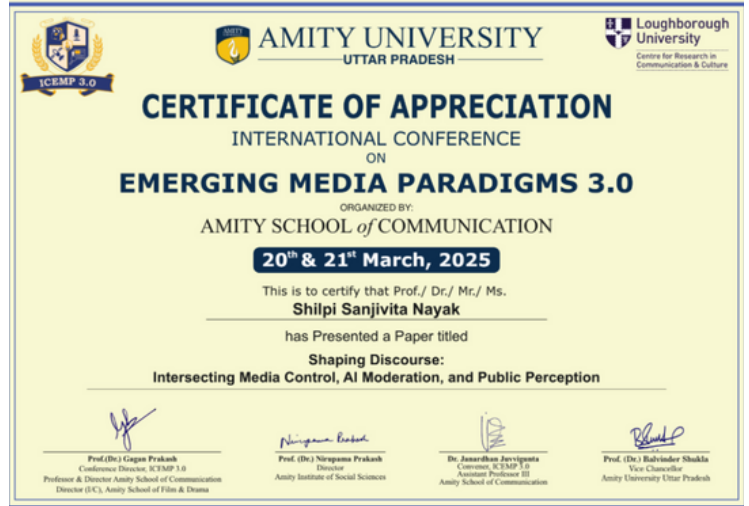 ICEMP 3.0
AMITY
AMITY UNIVERSITY
UTTAR PRADESH
Loughborough
University
Centre for Research in
Communication & Culture
CERTIFICATE OF APPRECIATION
INTERNATIONAL CONFERENCE
ON
EMERGING MEDIA PARADIGMS 3.0
ORGANIZED BY:
AMITY SCHOOL of COMMUNICATION
20th & 21st March, 2025
This is to certify that Prof./ Dr./ Mr./ Ms.
Shilpi Sanjivita Nayak
has Presented a Paper titled
Shaping Discourse:
Intersecting Media Control, AI Moderation, and Public Perception
Nirupama Prakash
Prof.(Dr.) Gagan Prakash
Conference Director, ICEMP 3.0
Professor & Director Amity School of Communication
Director (I/C), Amity School of Film & Drama
Prof. (Dr.) Nirupama Prakash
Director
Amity Institute of Social Sciences
Dr. Janardhan Juvvigunta
Convener, ICEMP 3.0
Assistant Professor III
Amity School of Communication
Prof. (Dr.) Balvinder Shukla
Vice Chancellor
Amity University Uttar Pradesh